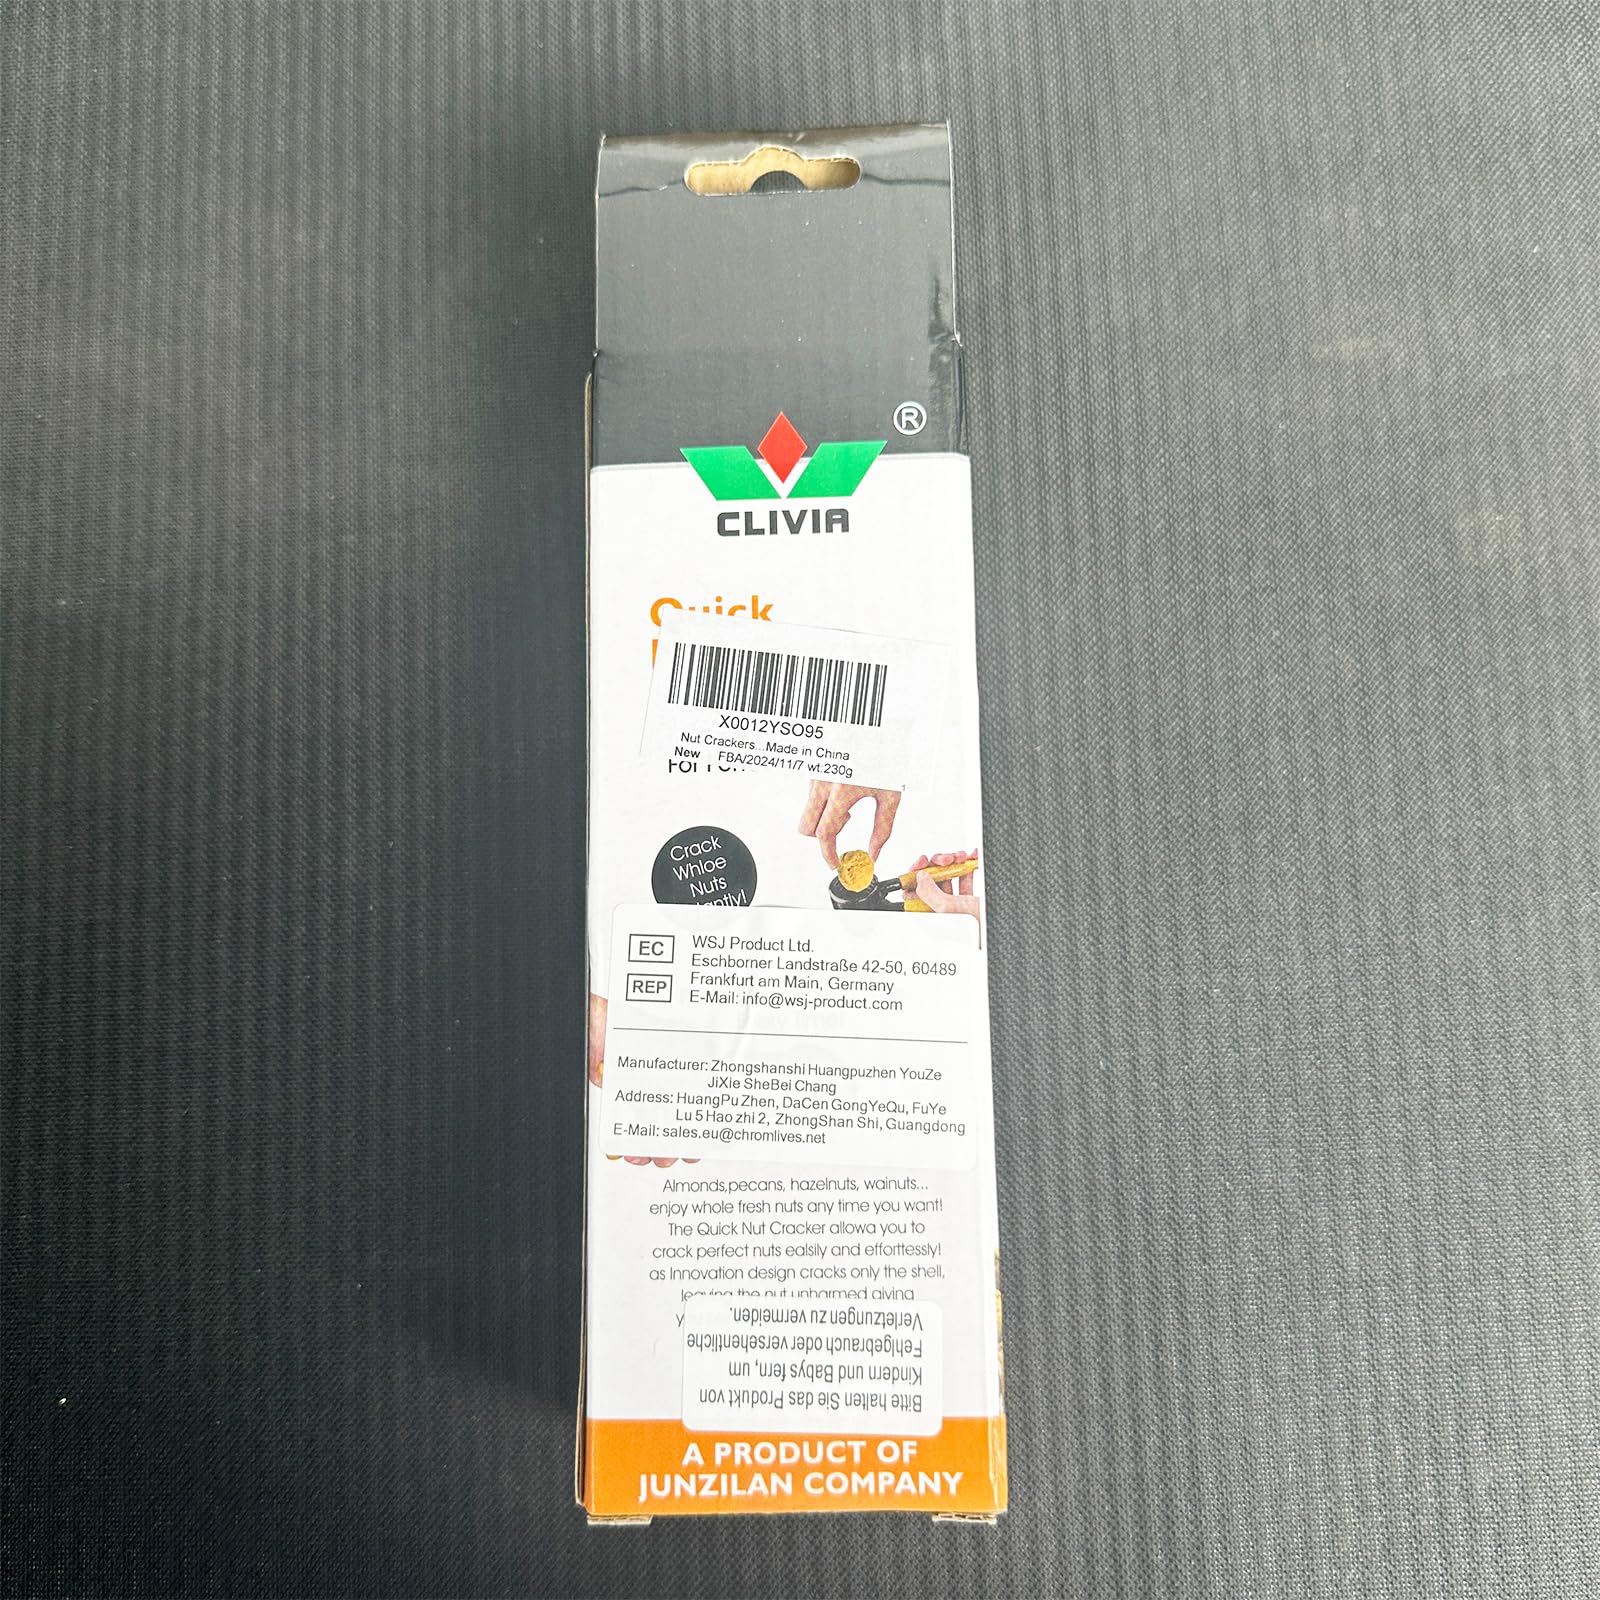 ®
CLIVIA
Quick
X0012YSO95
Nut Crackers...Made in China
New FBA/2024/11/7 wt.230g
1
Crack
Whloe
Nuts
EC
REP
WSJ Product Ltd.
Eschborner Landstraße 42-50, 60489
Frankfurt am Main, Germany
E-Mail: info@wsj-product.com
Manufacturer: Zhongshanshi Huangpuzhen YouZe
JiXie SheBei Chang
Address: HuangPu Zhen, DaCen GongYeQu, FuYe
Lu 5 Hao zhi 2, ZhongShan Shi, Guangdong
E-Mail: sales.eu@chromlives.net
Almonds,pecans, hazelnuts, wainuts...
enjoy whole fresh nuts any time you want!
The Quick Nut Cracker allowa you to
crack perfect nuts ealsily and efforttessly!
as Innovation design cracks only the shell,
leaving the nut unharmed giving
Bitte halten Sie das Produkt von
Kindern und Babys fern, um
Fehlgebrauch oder versehentliche
Verletzungen zu vermeiden.
A PRODUCT OF
JUNZILAN COMPANY